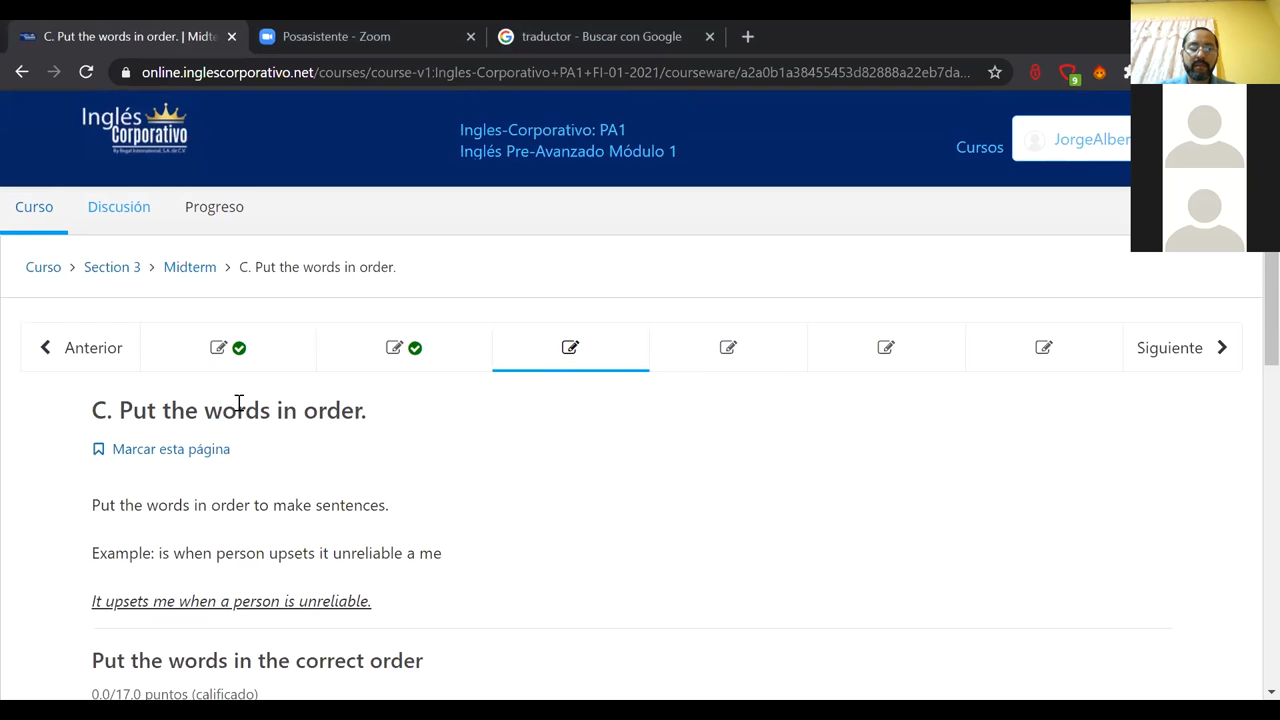 C. Put the words in order. | Midt
Posasistente - Zoom
traductor - Buscar con Google
online.inglescorporativo.net/courses/course-v1:Ingles-Corporativo+PA1+FI-01-2021/courseware/a2a0b1a38455453d82888a22eb7da...
9
Inglés
Corporativo
Ingles-Corporativo: PA1
Inglés Pre-Avanzado Módulo 1
Cursos
JorgeAlber
Curso
Discusión
Progreso
Curso > Section 3 > Midterm > C. Put the words in order.
Anterior
Siguiente
C. Put the words in order.
Marcar esta página
Put the words in order to make sentences.
Example: is when person upsets it unreliable a me
It upsets me when a person is unreliable.
Put the words in the correct order
0.0/17.0 puntos (calificado)